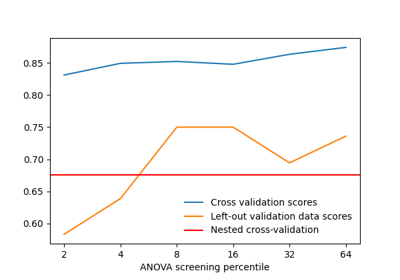 0.85
0.80
0.75
0.70
0.65
0.60
2 4 8 16 32 64
ANOVA screening percentile
Cross validation scores
Left-out validation data scores
Nested cross-validation